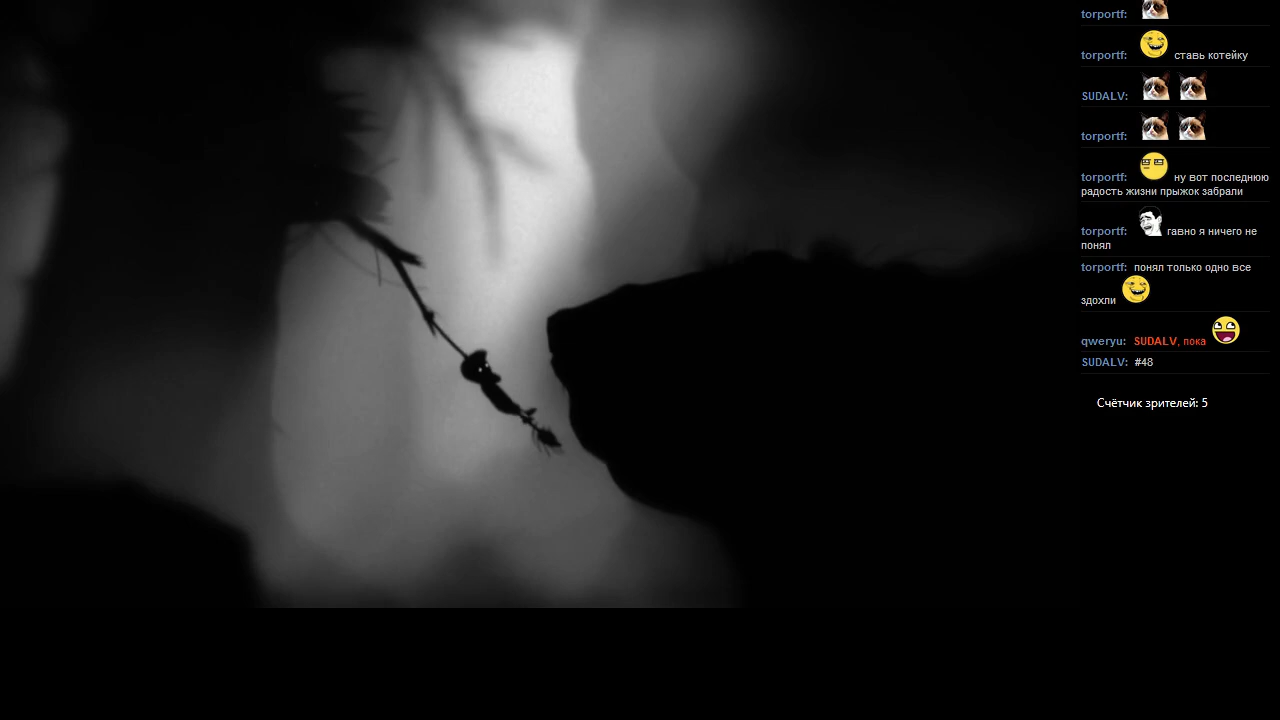 torportf:
torportf: ставь котейку
SUDALV:
torportf:
torportf: ну вот последнюю
радость жизни прыжок забрали
torportf: гавно я ничего не
понял
torportf: понял только одно все
здохли
qweryu: SUDALV, пока
SUDALV: #48
Счётчик зрителей: 5